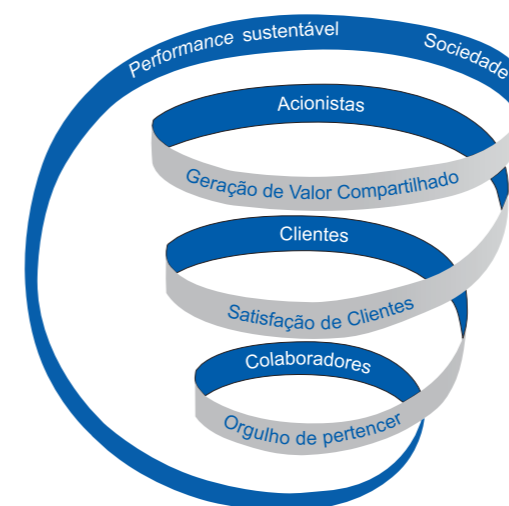 Performance sustentável
Sociedade
Acionistas
Geração de Valor Compartilhado
Clientes
Satisfação de Clientes
Colaboradores
Orgulho de pertencer